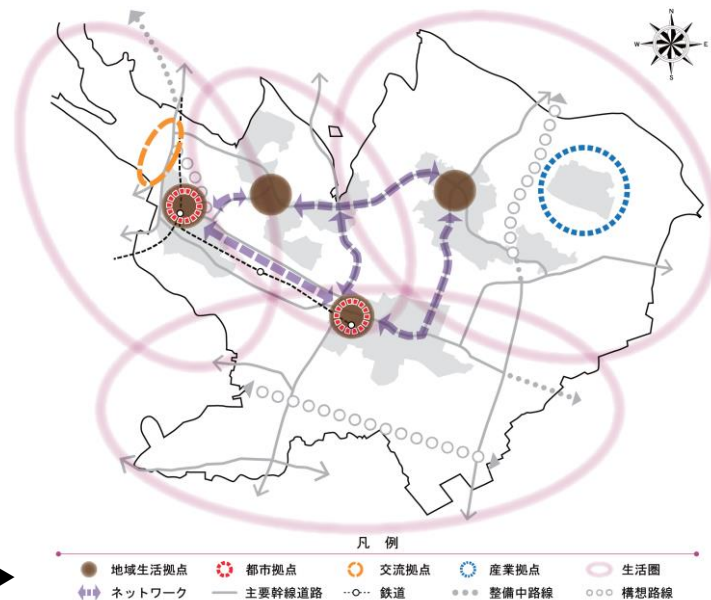 N
W E
S
凡 例
地域生活拠点 都市拠点 交流拠点 産業拠点 生活圏
ネットワーク 主要幹線道路 鉄道 整備中路線 構想路線